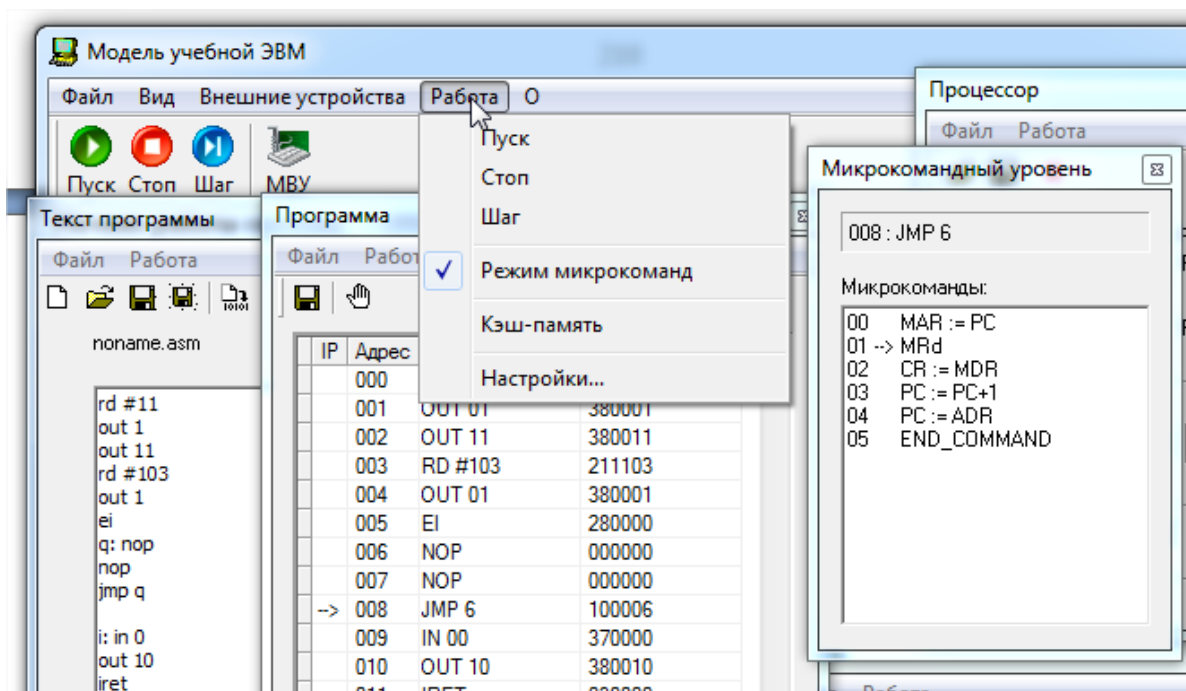 Модель учебной ЭВМ
Файл Вид Внешние устройства Работа О
Пуск Стоп Шаг МВУ
Пуск
Стоп
Шаг
Режим микрокоманд
Кэш-память
Настройки...
Текст программы
Файл Работа
noname.asm
rd #11
out 1
out 11
rd #103
out 1
ei
q: nop
nop
jmp q
i: in 0
out 10
iret
Программа
Файл
IP Адрес
000
001 OUT 01 380001
002 OUT 11 380011
003 RD #103 211103
004 OUT 01 380001
005 EI 280000
006 NOP 000000
007 NOP 000000
--> 008 JMP 6 100006
009 IN 00 370000
010 OUT 10 380010
Процессор
Файл Работа
Микрокомандный уровень
008 : JMP 6
Микрокоманды:
00 MAR := PC
01 --> MRd
02 CR := MDR
03 PC := PC+1
04 PC := ADR
05 END_COMMAND